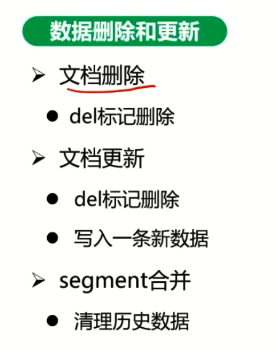 数据删除和更新
文档删除
del标记删除
文档更新
del标记删除
写入一条新数据
segment合并
清理历史数据